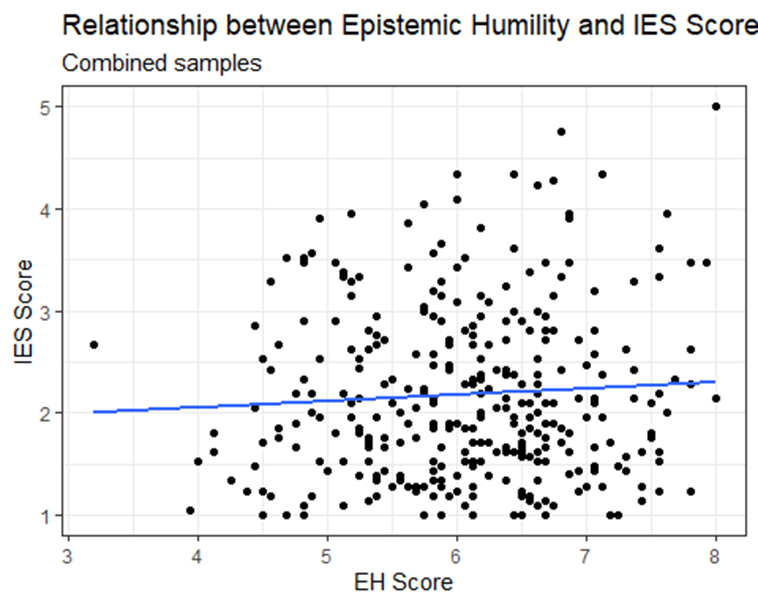 Relationship between Epistemic Humility and IES Score
Combined samples
5
4
3
2
1
IES Score
3 4 5 6 7 8
EH Score